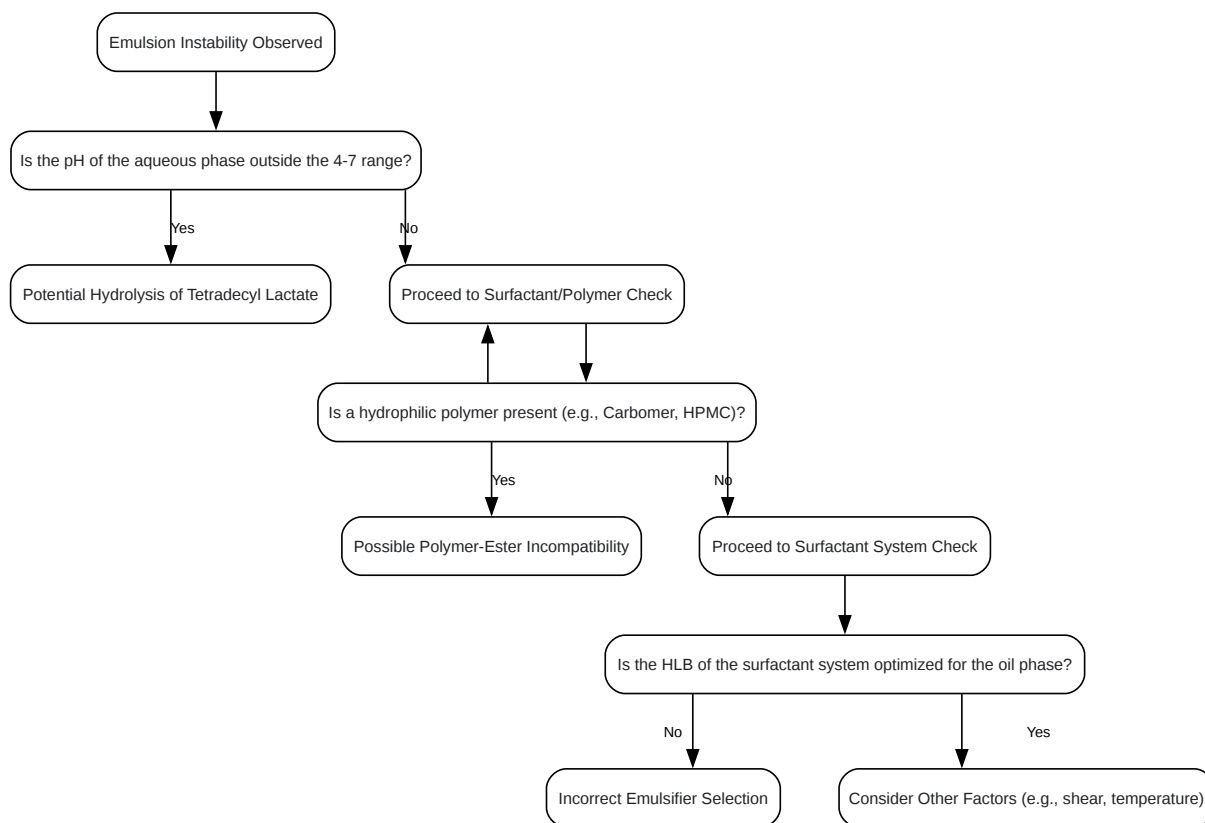 Emulsion Instability Observed
Is the pH of the aqueous phase outside the 4-7 range?
Yes
No
Potential Hydrolysis of Tetradecyl Lactate
Proceed to Surfactant/Polymer Check
Is a hydrophilic polymer present (e.g., Carbomer, HPMC)?
Yes
No
Possible Polymer-Ester Incompatibility
Proceed to Surfactant System Check
Is the HLB of the surfactant system optimized for the oil phase?
No
Yes
Incorrect Emulsifier Selection
Consider Other Factors (e.g., shear, temperature)